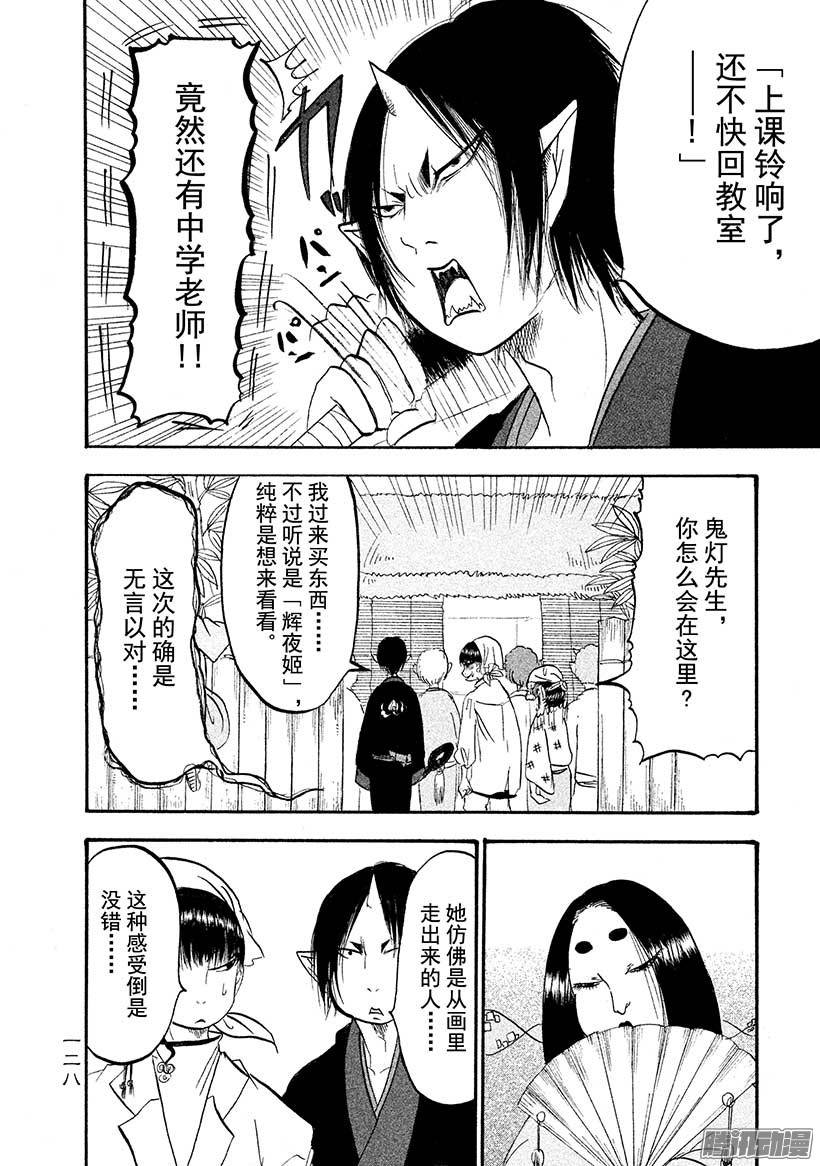 「上课铃响了，
还不快回教室
——！」
竟然还有中学老师!!
ガ
ぱ
ぱ
鬼灯先生，
你怎么会在这里？
我过来买东西……
不过听说是「辉夜姬」，
纯粹是想来看看。
这次的确是
无言以对……
她仿佛是从画里
走出来的人……
这种感受倒是
没错……
一二八
腾讯动漫